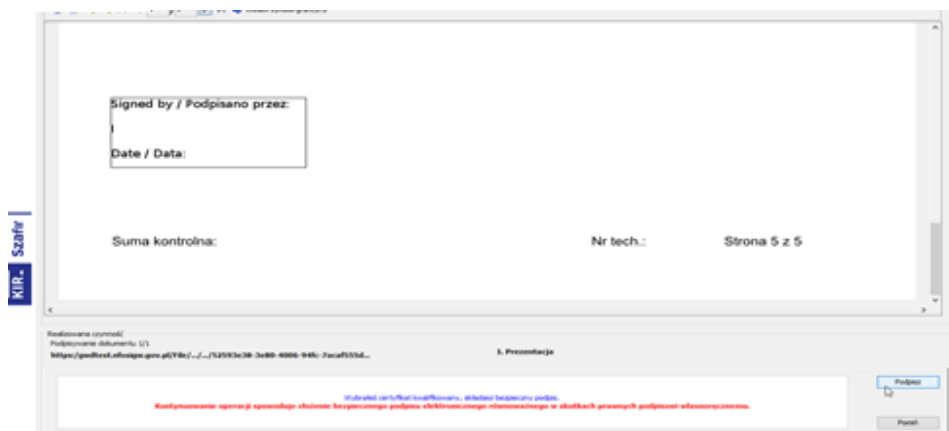 Signed by / Podpisano przez:
Date / Data:
Suma kontrolna: Nr tech.: Strona 5 z 5
KIR. Szafir
Realizowana czynność
Podpisywanie dokumentu 1/1
1. Prezentacja
Wybrałeś certyfikat kwalifikowany, składasz bezpieczny podpis.
Kontynuowanie operacji spowoduje złożenie bezpiecznego podpisu elektronicznego równoważnego w skutkach prawnych podpisowi własnoręcznemu.
Podpisz
Pomiń